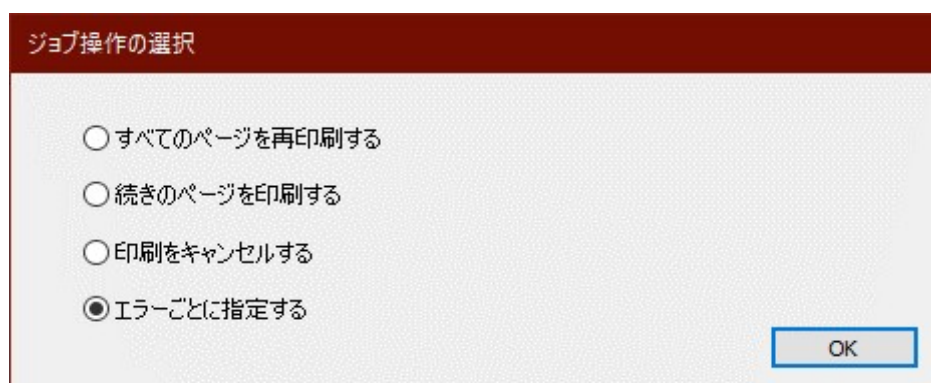 ジョブ操作の選択
すべてのページを再印刷する
続きのページを印刷する
印刷をキャンセルする
エラーごとに指定する
OK